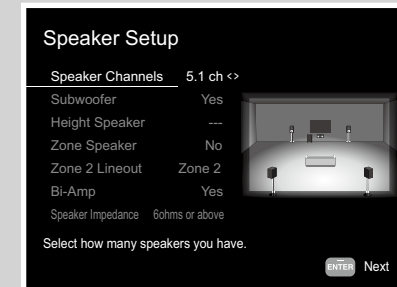 Speaker Setup
Speaker Channels 5.1 ch <>
Subwoofer Yes
Height Speaker ---
Zone Speaker No
Zone 2 Lineout Zone 2
Bi-Amp Yes
Speaker Impedance 6ohms or above
Select how many speakers you have.
ENTER Next